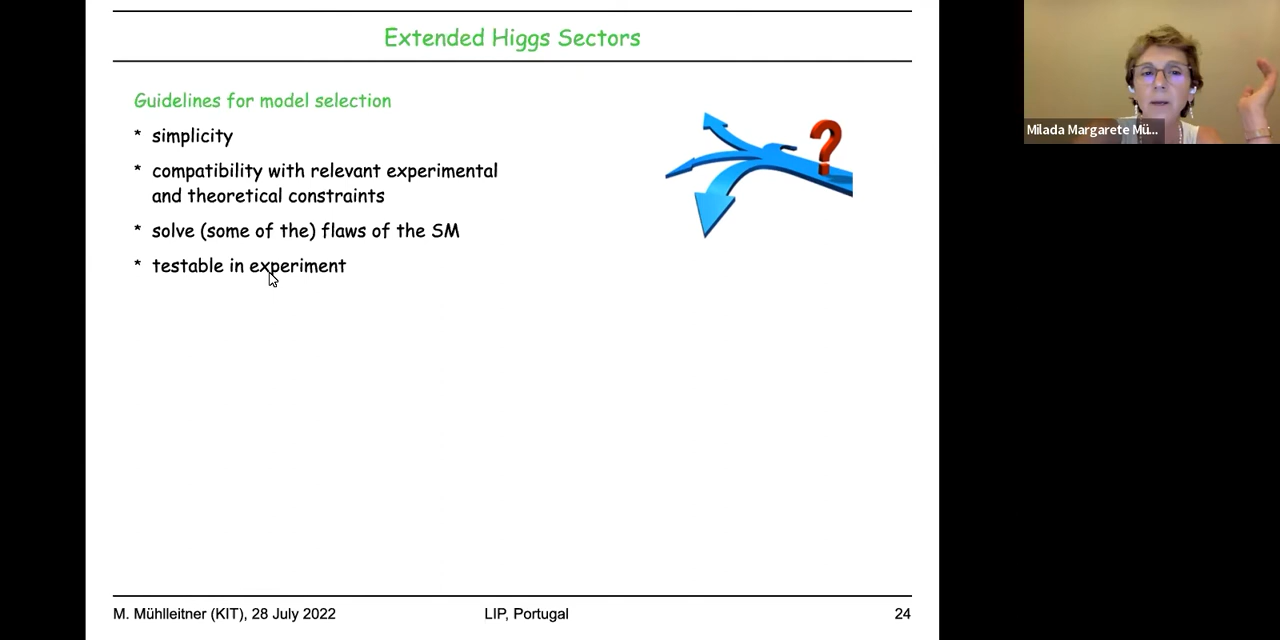 Extended Higgs Sectors
Guidelines for model selection
* simplicity
* compatibility with relevant experimental
and theoretical constraints
* solve (some of the) flaws of the SM
* testable in experiment
?
M. Mühlleitner (KIT), 28 July 2022
LIP, Portugal
24
Milada Margarete Mü...